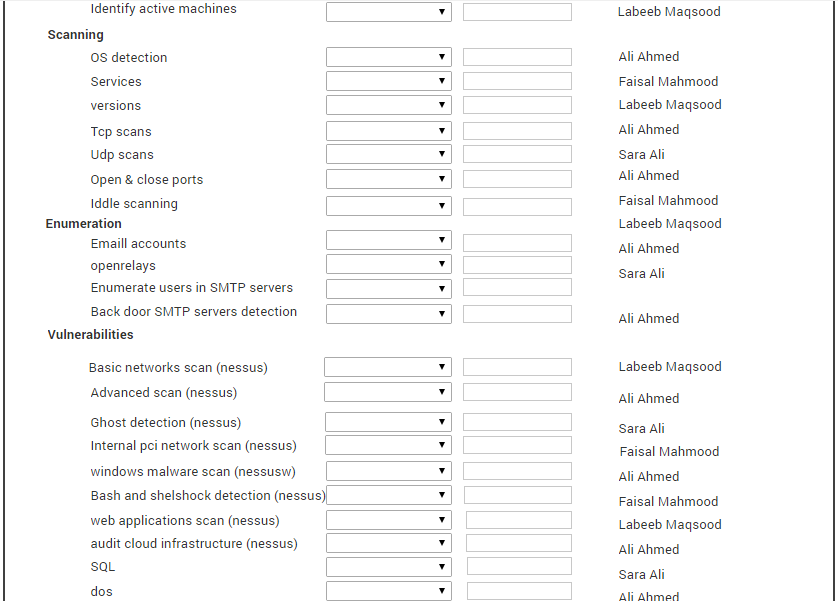 Identify active machines Labeeb Maqsood
Scanning
OS detection Ali Ahmed
Services Faisal Mahmood
versions Labeeb Maqsood
Tcp scans Ali Ahmed
Udp scans Sara Ali
Open & close ports Ali Ahmed
Iddle scanning Faisal Mahmood
Enumeration Labeeb Maqsood
Emaill accounts Ali Ahmed
openrelays Sara Ali
Enumerate users in SMTP servers
Back door SMTP servers detection Ali Ahmed
Vulnerabilities
Basic networks scan (nessus) Labeeb Maqsood
Advanced scan (nessus) Ali Ahmed
Ghost detection (nessus) Sara Ali
Internal pci network scan (nessus) Faisal Mahmood
windows malware scan (nessusw) Ali Ahmed
Bash and shelshock detection (nessus) Faisal Mahmood
web applications scan (nessus) Labeeb Maqsood
audit cloud infrastructure (nessus) Ali Ahmed
SQL Sara Ali
dos Ali Ahmed